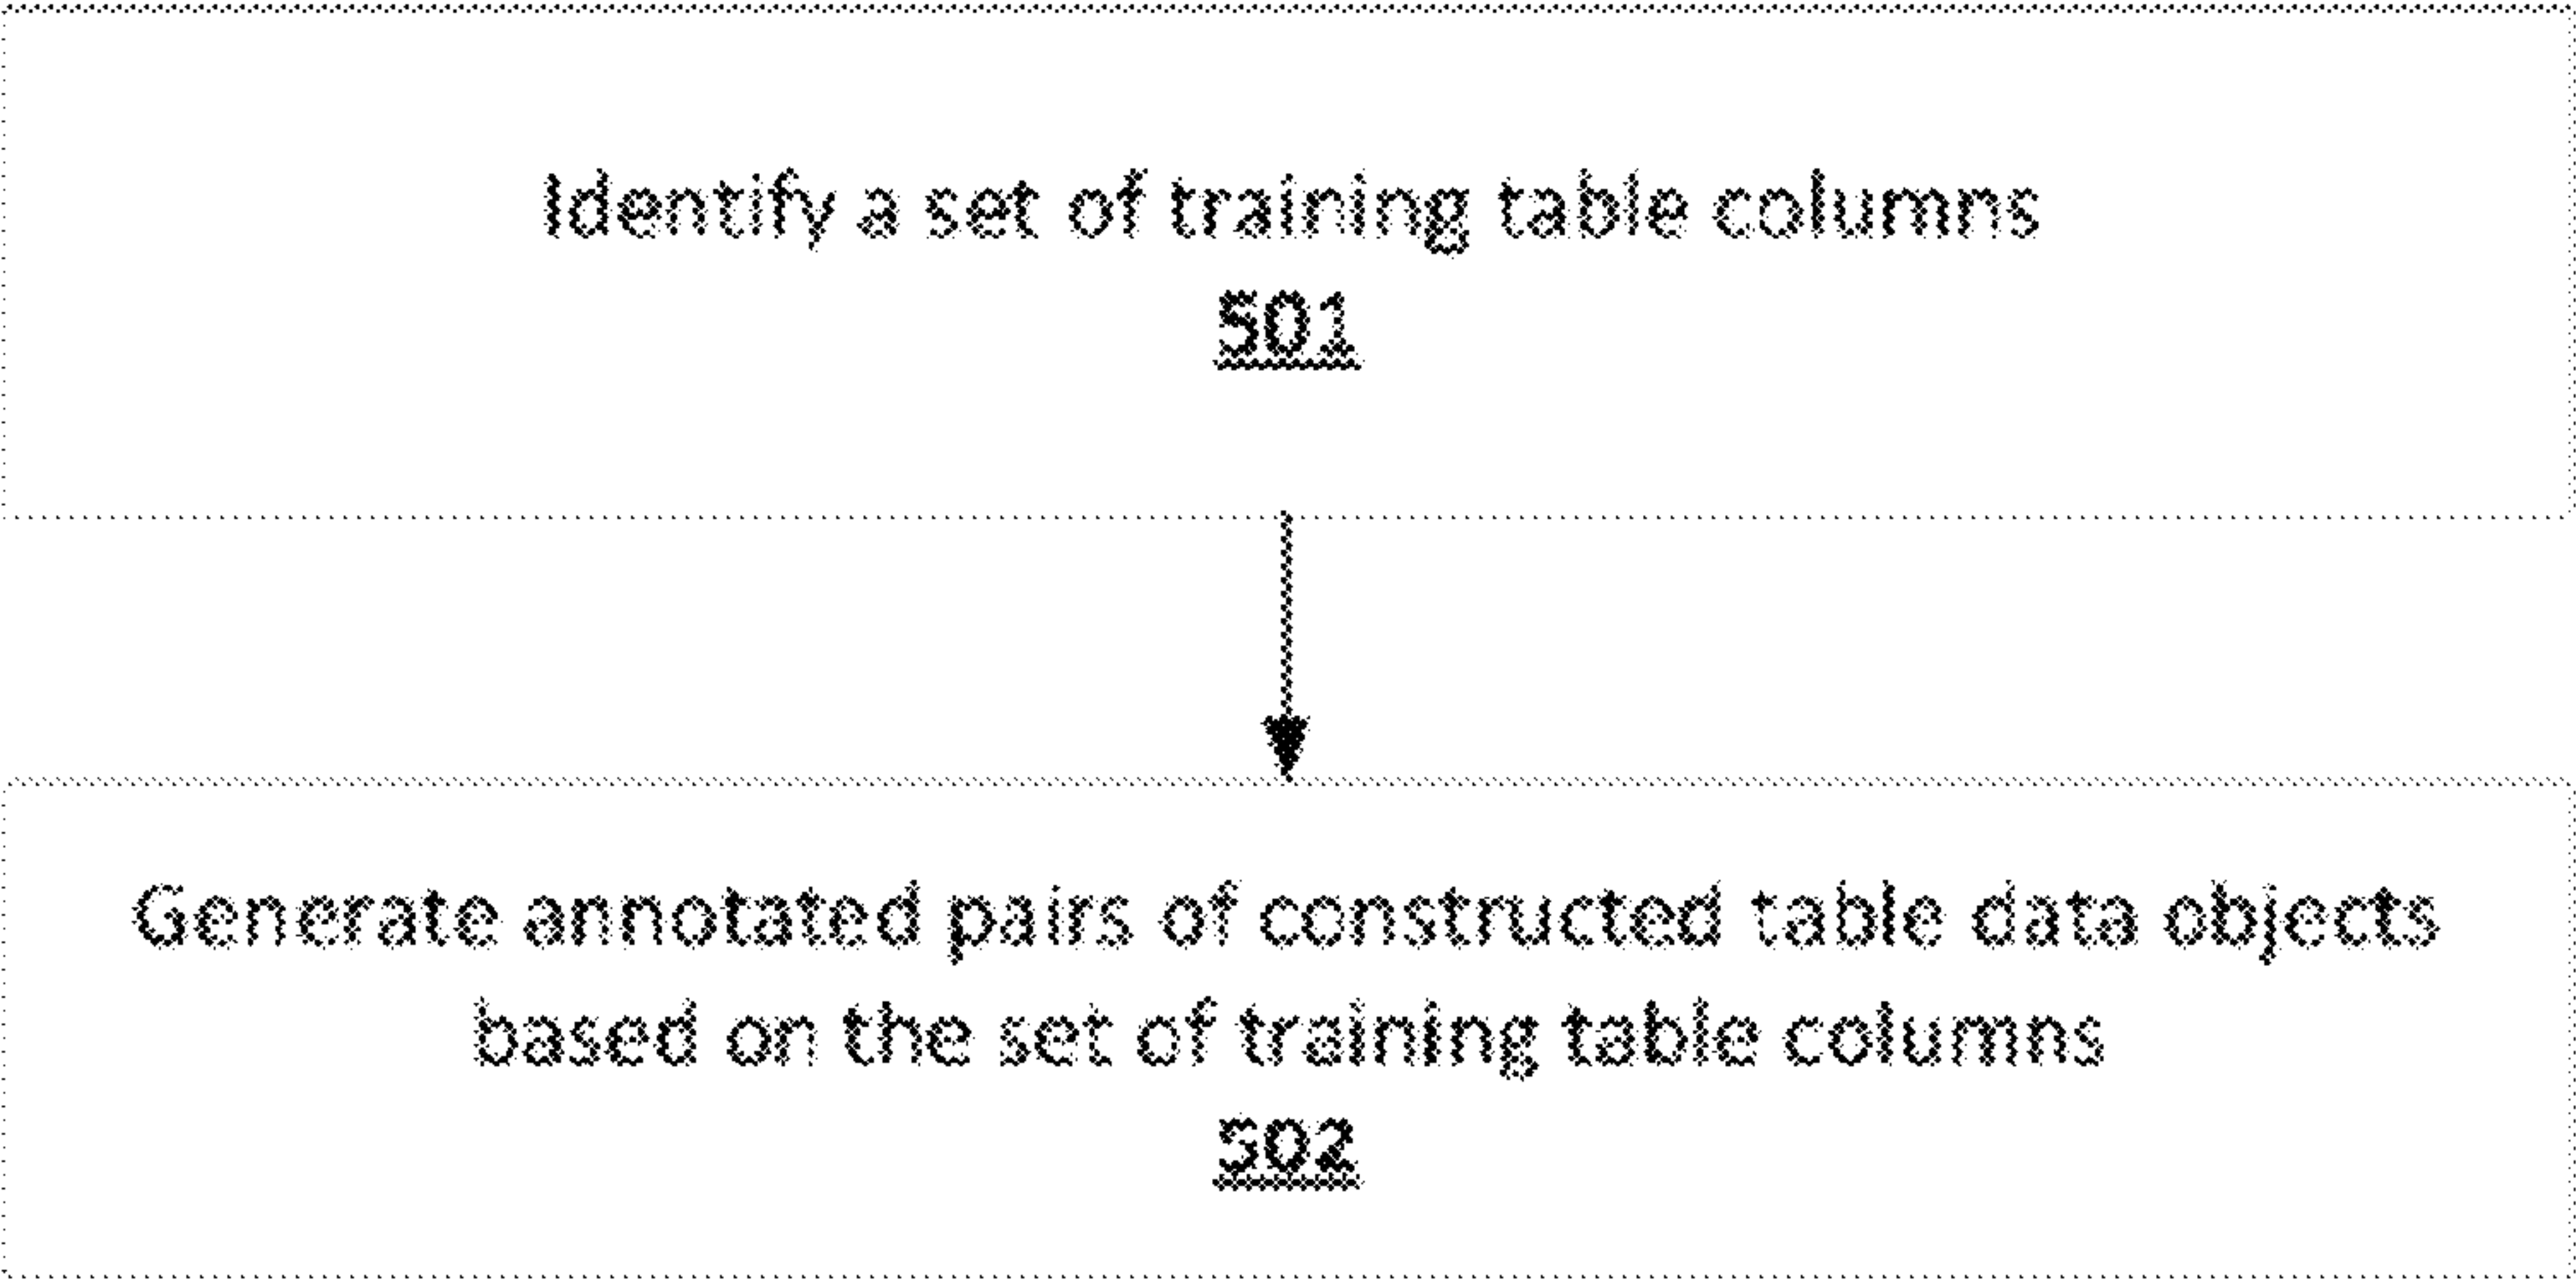 Identify a set of training table columns
501
Generate annotated pairs of constructed table data objects
based on the set of training table columns
502